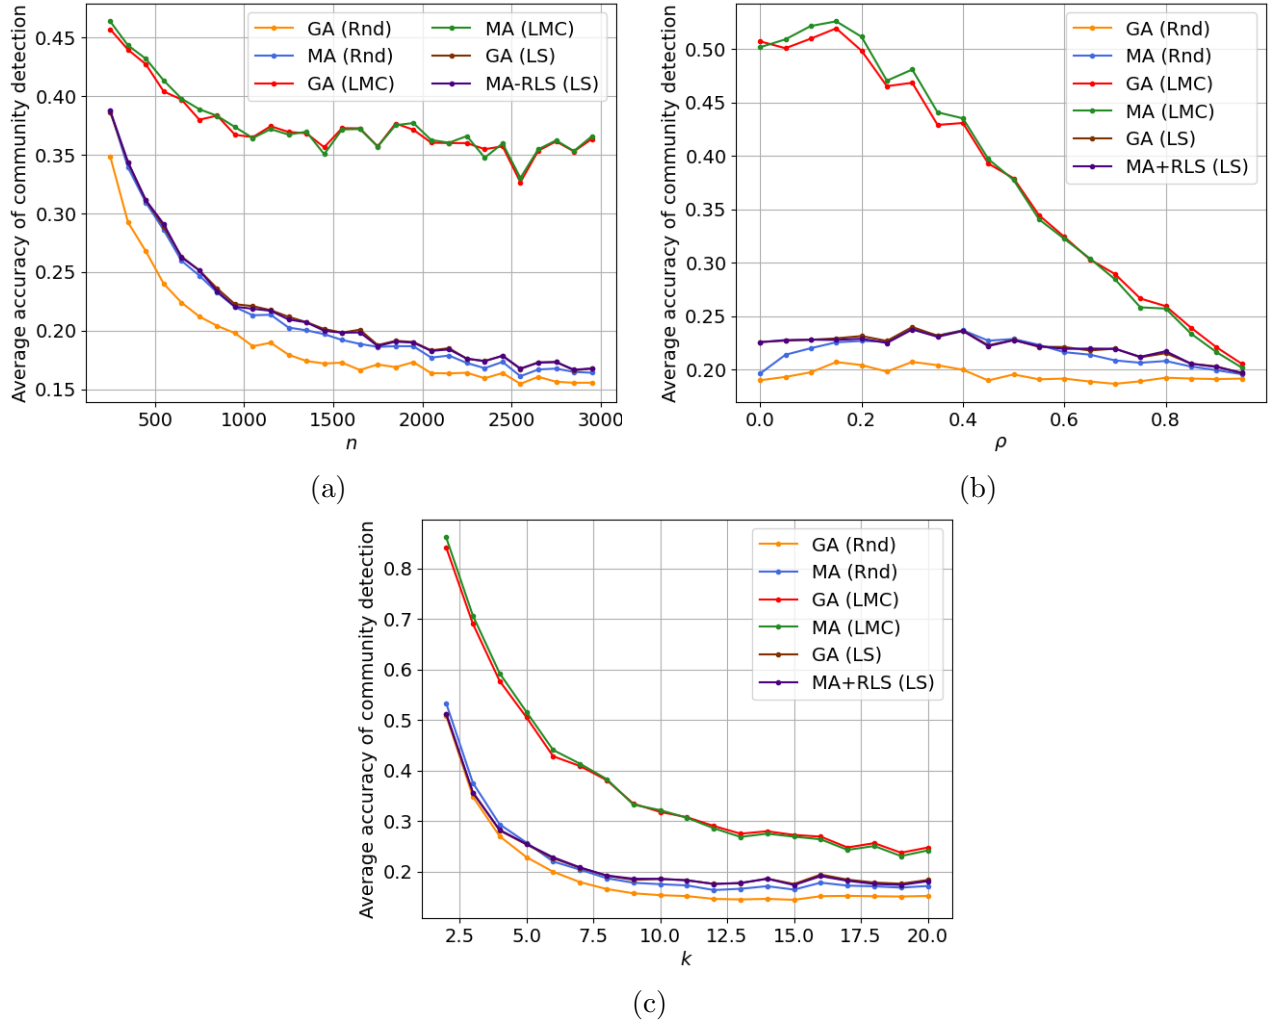 Average accuracy of community detection
0.45
0.40
0.35
0.30
0.25
0.20
0.15
GA (Rnd)
MA (Rnd)
GA (LMC)
MA (LMC)
GA (LS)
MA-RLS (LS)
500 1000 1500 2000 2500 3000
n
(a)
Average accuracy of community detection
0.50
0.45
0.40
0.35
0.30
0.25
0.20
GA (Rnd)
MA (Rnd)
GA (LMC)
MA (LMC)
GA (LS)
MA+RLS (LS)
0.0 0.2 0.4 0.6 0.8
ρ
(b)
Average accuracy of community detection
0.8
0.7
0.6
0.5
0.4
0.3
0.2
GA (Rnd)
MA (Rnd)
GA (LMC)
MA (LMC)
GA (LS)
MA+RLS (LS)
2.5 5.0 7.5 10.0 12.5 15.0 17.5 20.0
k
(c)